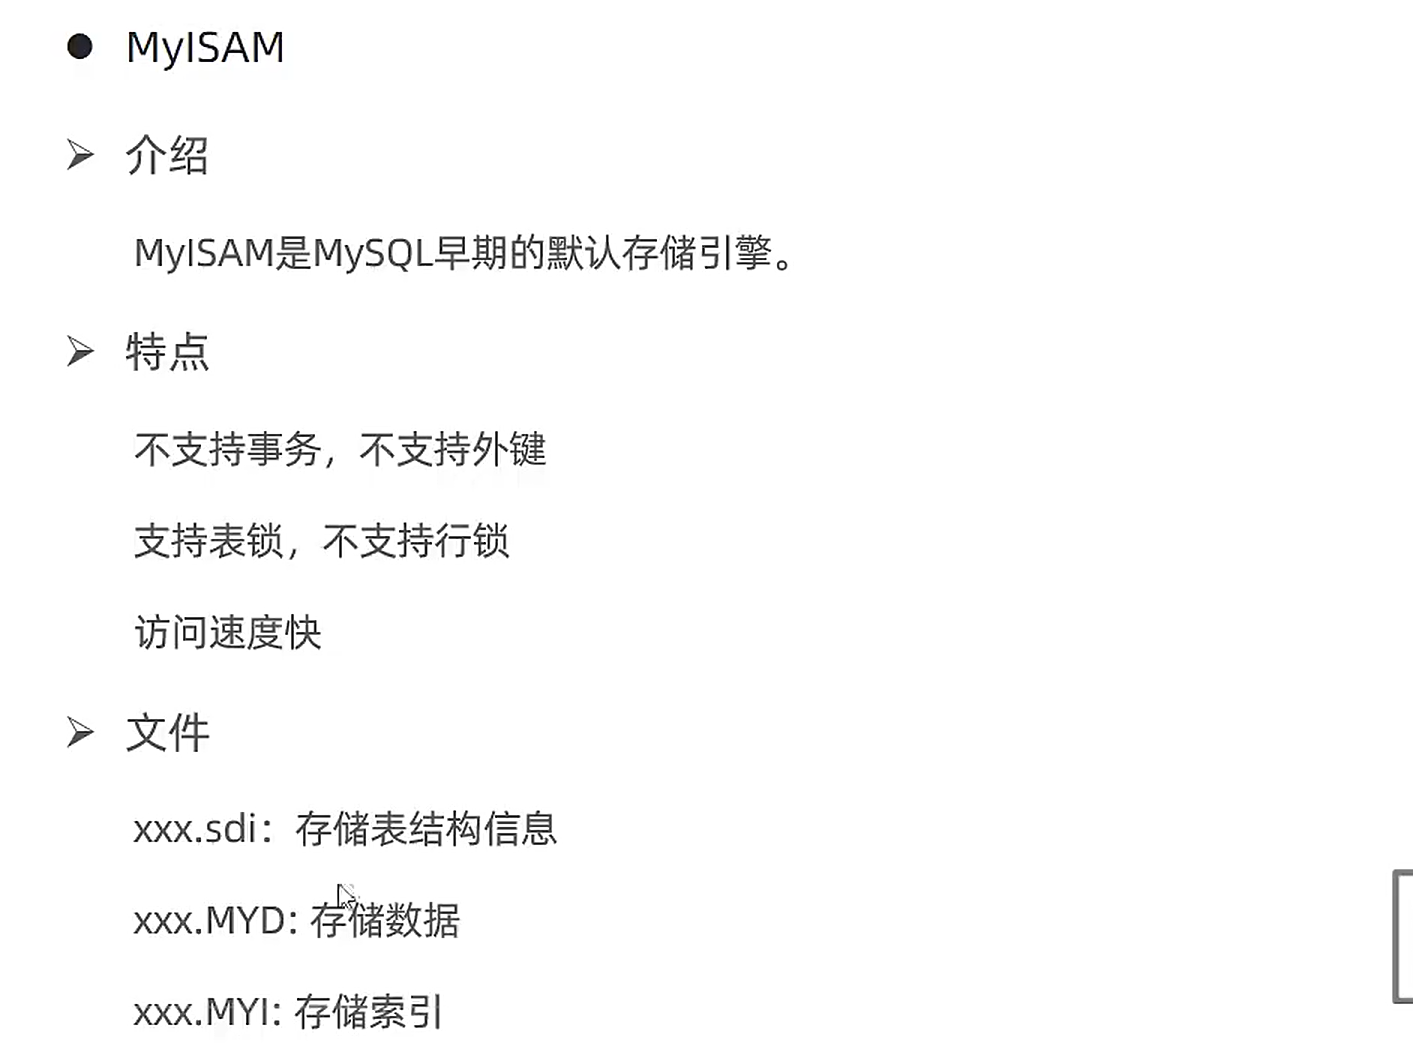 MyISAM
介绍
MyISAM是MySQL早期的默认存储引擎。
特点
不支持事务，不支持外键
支持表锁，不支持行锁
访问速度快
文件
xxx.sdi：存储表结构信息
xxx.MYD: 存储数据
xxx.MYI: 存储索引